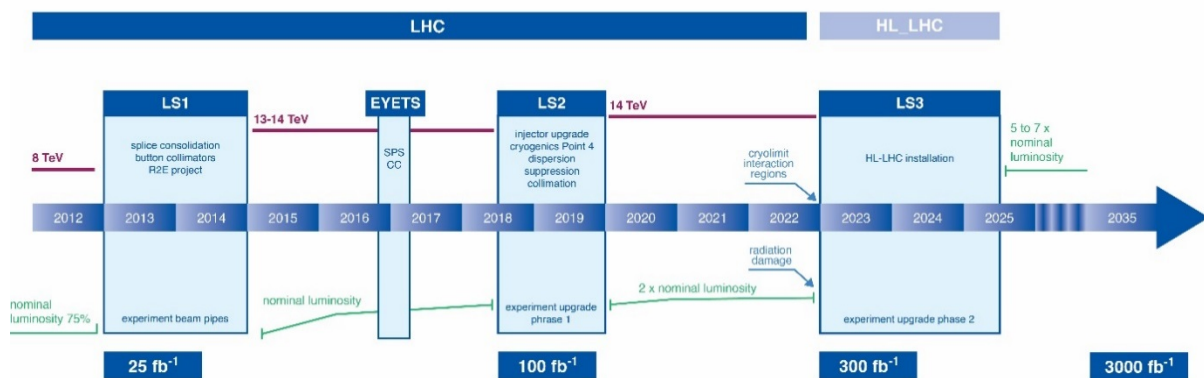 LHC
HL_LHC
LS1
EYETS
LS2
LS3
8 TeV
13-14 TeV
14 TeV
splice consolidation
button collimators
R2E project
SPS
CC
injector upgrade
cryogenics Point 4
dispersion
suppression
collimation
cryolimit
interaction
regions
HL-LHC installation
5 to 7 x
nominal
luminosity
2012
2013
2014
2015
2016
2017
2018
2019
2020
2021
2022
2023
2024
2025
2035
radiation
damage
nominal
luminosity 75%
experiment beam pipes
nominal luminosity
experiment upgrade
phrase 1
2 x nominal luminosity
experiment upgrade phase 2
25 fb⁻¹
100 fb⁻¹
300 fb⁻¹
3000 fb⁻¹